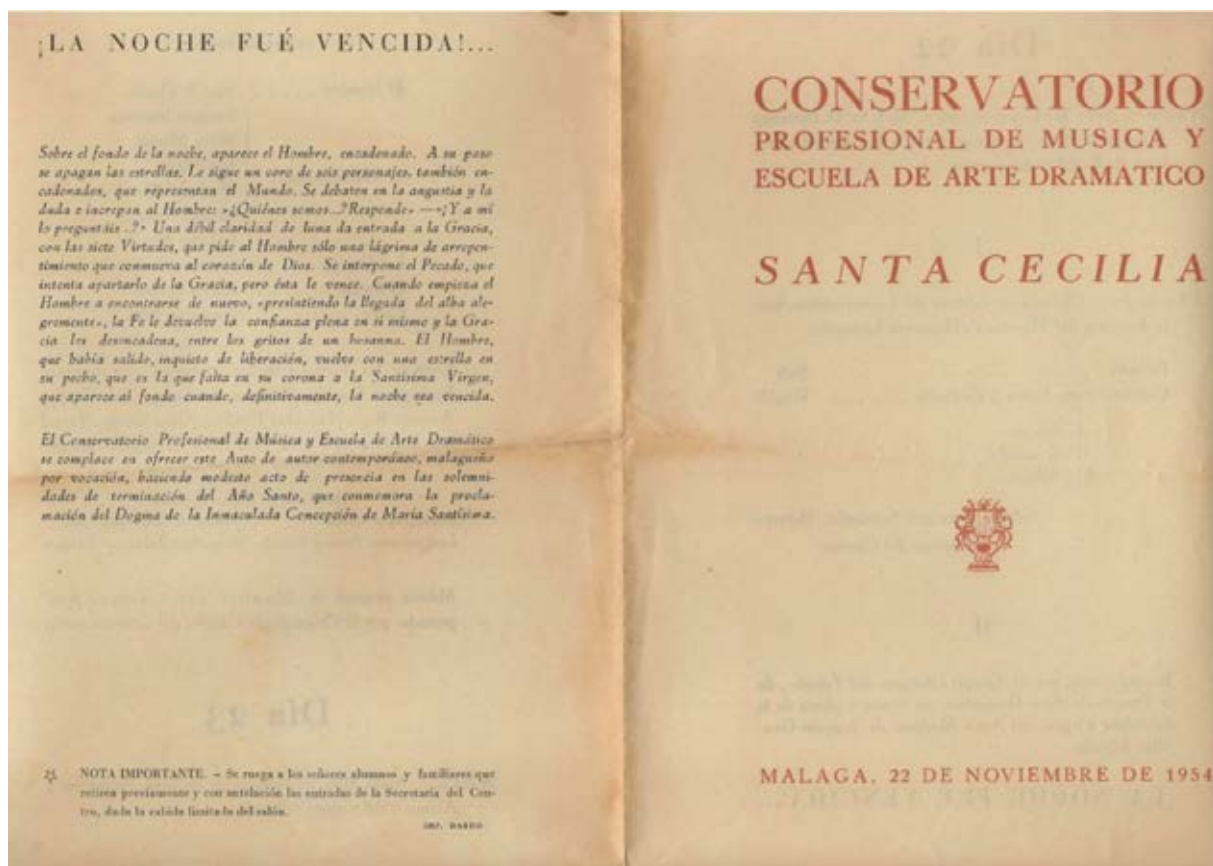 ¡LA NOCHE FUÉ VENCIDA!...
Sobre el fondo de la noche, aparece el Hombre, encadenado. A su paso
se apagan las estrellas. Le sigue un coro de seis personajes, también en-
cadenados, que representan el Mundo. Se debaten en la angustia y la
duda e increpan al Hombre: «¿Quiénes somos..? Responde» —«¿Y a mí
lo preguntáis..?» Una débil claridad de luna da entrada a la Gracia,
con las siete Virtudes, que pide al Hombre sólo una lágrima de arrepen-
timiento que conmueva al corazón de Dios. Se interpone el Pecado, que
intenta apartarlo de la Gracia, pero ésta le vence. Cuando empieza el
Hombre a encontrarse de nuevo, «presintiendo la llegada del alba ale-
gremente», la Fe le devuelve la confianza plena en si mismo y la Gra-
cia los desencadena, entre los gritos de un hosanna. El Hombre,
que había salido, inquieto de liberación, vuelve con una estrella en
su pecho, que es la que falta en su corona a la Santísima Virgen,
que aparece al fondo cuando, definitivamente, la noche sea vencida.
El Conservatorio Profesional de Música y Escuela de Arte Dramático
se complace en ofrecer este Auto de autor contemporáneo, malagueño
por vocación, haciendo modesto acto de presencia en las solemni-
dades de terminación del Año Santo, que conmemora la procla-
mación del Dogma de la Inmaculada Concepción de María Santísima.
NOTA IMPORTANTE. – Se ruega a los señores alumnos y familiares que
retiren previamente y con antelación las entradas de la Secretaría del Cen-
tro, dada la cabida limitada del salón.
IMP. DARDO
CONSERVATORIO
PROFESIONAL DE MUSICA Y
ESCUELA DE ARTE DRAMATICO
SANTA CECILIA
MALAGA, 22 DE NOVIEMBRE DE 1954